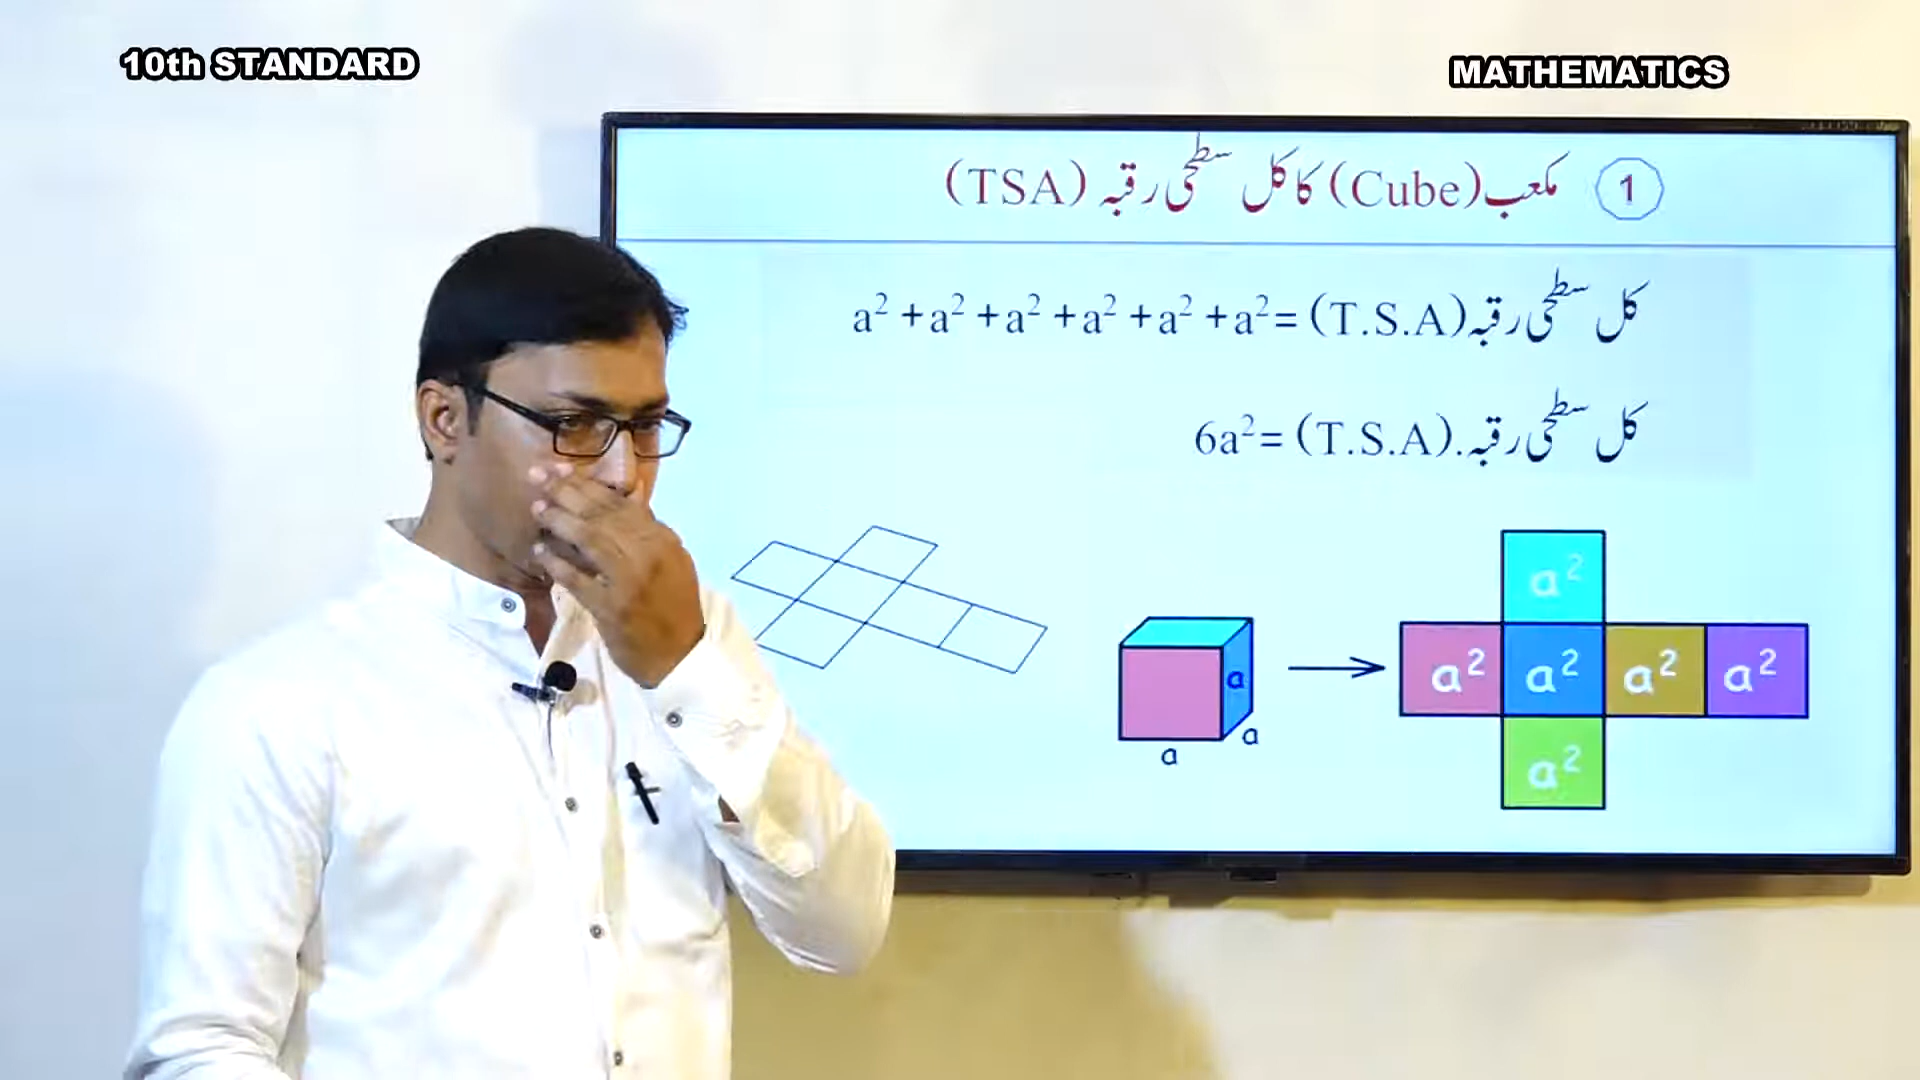 10th STANDARD
MATHEMATICS
1 مکعب (Cube) کا کل سطحی رقبہ (TSA)
کل سطحی رقبہ (T.S.A) = a² + a² + a² + a² + a² + a²
کل سطحی رقبہ. (T.S.A) = 6a²
a²
a
a² a² a² a²
a
a
a²